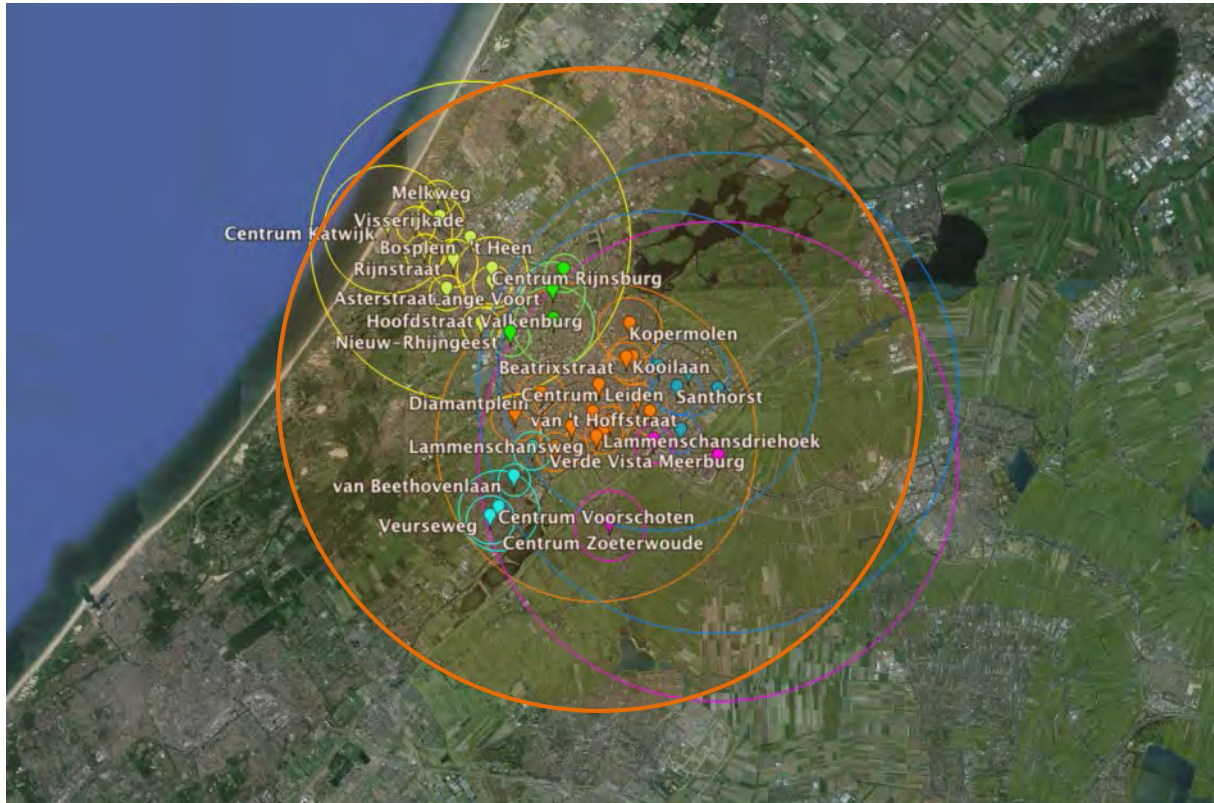 Melkweg
Visserijkade
Centrum Katwijk
Bosplein
't Heen
Rijnstraat
Centrum Rijnsburg
Asterstraat
Lange Voort
Hoofdstraat Valkenburg
Kopermolen
Nieuw-Rhijngeest
Beatrixstraat
Kooilaan
Centrum Leiden
Santhorst
Diamantplein
van 't Hoffstraat
Lammenschansdriehoek
Lammenschansweg
Verde Vista Meerburg
van Beethovenlaan
Centrum Voorschoten
Veurseweg
Centrum Zoeterwoude